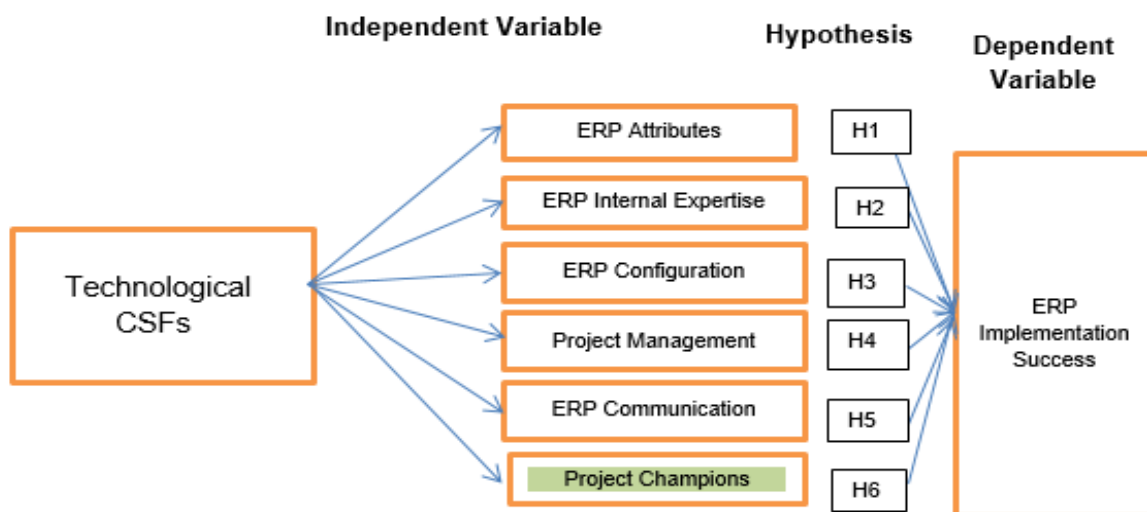 Independent Variable
Hypothesis
Dependent
Variable
ERP Attributes
H1
ERP Internal Expertise
H2
Technological
CSFs
ERP Configuration
H3
ERP
Implementation
Success
Project Management
H4
ERP Communication
H5
Project Champions
H6